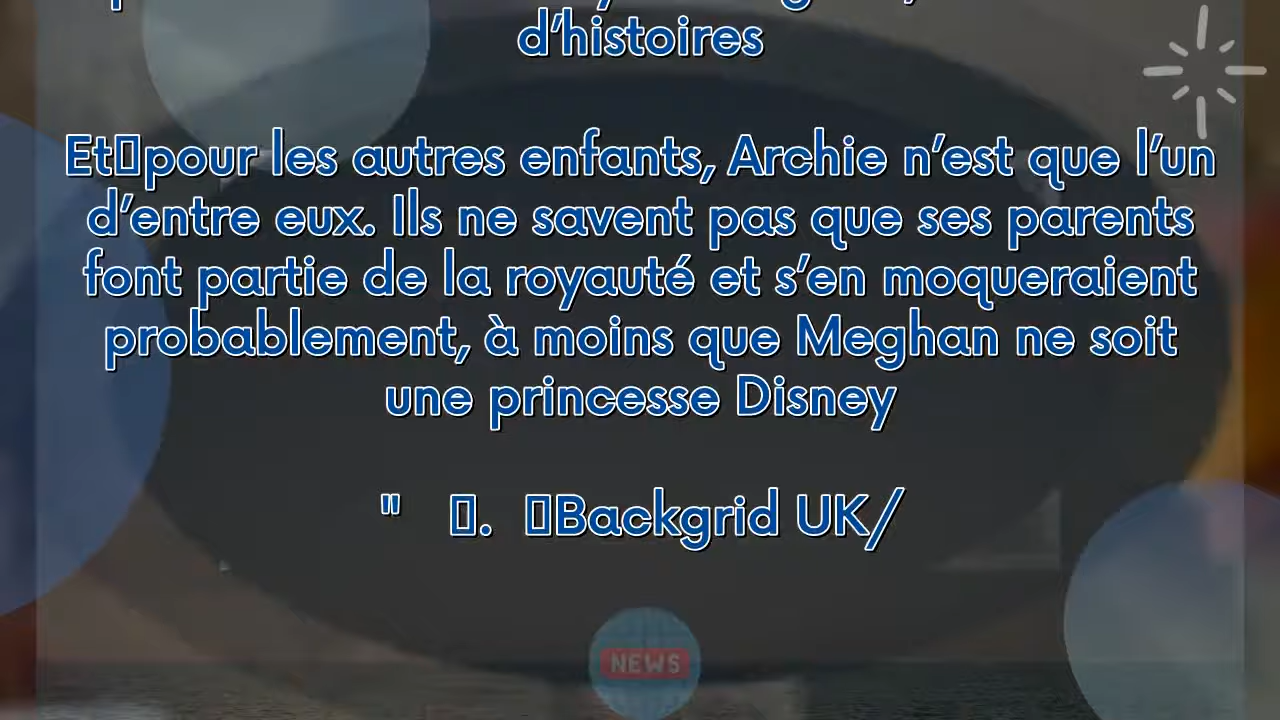 d’histoires
Et▯pour les autres enfants, Archie n’est que l’un
d’entre eux. Ils ne savent pas que ses parents
font partie de la royauté et s’en moqueraient
probablement, à moins que Meghan ne soit
une princesse Disney
" ▯. ▯Backgrid UK/
NEWS